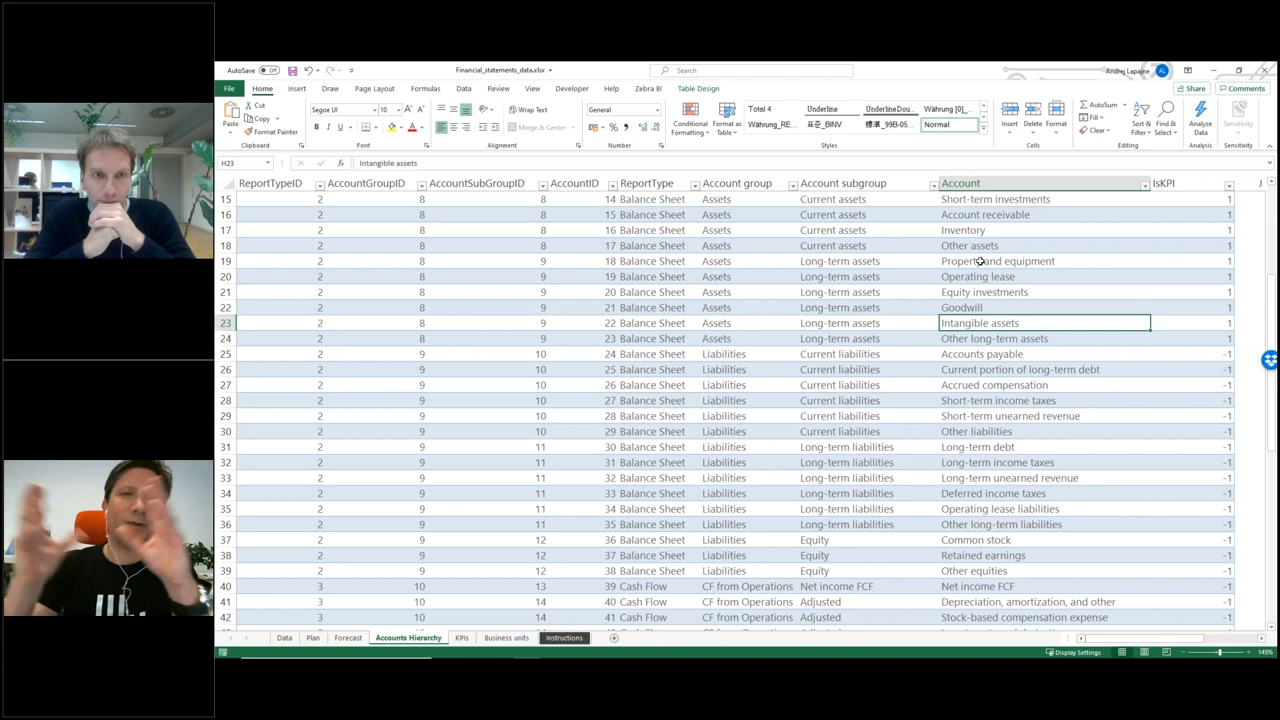 AutoSave Off
Financial_statements_data.xlsx
Search
Andrej Lapajne AL
File Home Insert Draw Page Layout Formulas Data Review View Developer Help Zebra BI Table Design
Share Comments
Paste
Cut
Copy
Format Painter
Clipboard
Segoe UI 10
B I U
Font
Wrap Text
Merge & Center
Alignment
General
Number
Conditional Formatting
Format as Table
Total 4 Underline UnderlineDou... Währung [0]_
Währung_RE... 표준_BINV 標準_99B-05... Normal
Styles
Insert Delete Format
Cells
AutoSum
Fill
Clear
Sort & Filter
Find & Select
Editing
Analyze Data
Analysis
Sensitivity
Sensitivity
H23 fx Intangible assets
ReportTypeID AccountGroupID AccountSubGroupID AccountID ReportType Account group Account subgroup Account IsKPI J
15 2 8 8 14 Balance Sheet Assets Current assets Short-term investments 1
16 2 8 8 15 Balance Sheet Assets Current assets Account receivable 1
17 2 8 8 16 Balance Sheet Assets Current assets Inventory 1
18 2 8 8 17 Balance Sheet Assets Current assets Other assets 1
19 2 8 9 18 Balance Sheet Assets Long-term assets Property and equipment 1
20 2 8 9 19 Balance Sheet Assets Long-term assets Operating lease 1
21 2 8 9 20 Balance Sheet Assets Long-term assets Equity investments 1
22 2 8 9 21 Balance Sheet Assets Long-term assets Goodwill 1
23 2 8 9 22 Balance Sheet Assets Long-term assets Intangible assets 1
24 2 8 9 23 Balance Sheet Assets Long-term assets Other long-term assets 1
25 2 9 10 24 Balance Sheet Liabilities Current liabilities Accounts payable -1
26 2 9 10 25 Balance Sheet Liabilities Current liabilities Current portion of long-term debt -1
27 2 9 10 26 Balance Sheet Liabilities Current liabilities Accrued compensation -1
28 2 9 10 27 Balance Sheet Liabilities Current liabilities Short-term income taxes -1
29 2 9 10 28 Balance Sheet Liabilities Current liabilities Short-term unearned revenue -1
30 2 9 10 29 Balance Sheet Liabilities Current liabilities Other liabilities -1
31 2 9 11 30 Balance Sheet Liabilities Long-term liabilities Long-term debt -1
32 2 9 11 31 Balance Sheet Liabilities Long-term liabilities Long-term income taxes -1
33 2 9 11 32 Balance Sheet Liabilities Long-term liabilities Long-term unearned revenue -1
34 2 9 11 33 Balance Sheet Liabilities Long-term liabilities Deferred income taxes -1
35 2 9 11 34 Balance Sheet Liabilities Long-term liabilities Operating lease liabilities -1
36 2 9 11 35 Balance Sheet Liabilities Long-term liabilities Other long-term liabilities -1
37 2 9 12 36 Balance Sheet Liabilities Equity Common stock -1
38 2 9 12 37 Balance Sheet Liabilities Equity Retained earnings -1
39 2 9 12 38 Balance Sheet Liabilities Equity Other equities -1
40 3 10 13 39 Cash Flow CF from Operations Net income FCF Net income FCF -1
41 3 10 14 40 Cash Flow CF from Operations Adjusted Depreciation, amortization, and other -1
42 3 10 14 41 Cash Flow CF from Operations Adjusted Stock-based compensation expense -1
Data Plan Forecast Accounts Hierarchy KPIs Business units Instructions
Display Settings 145%